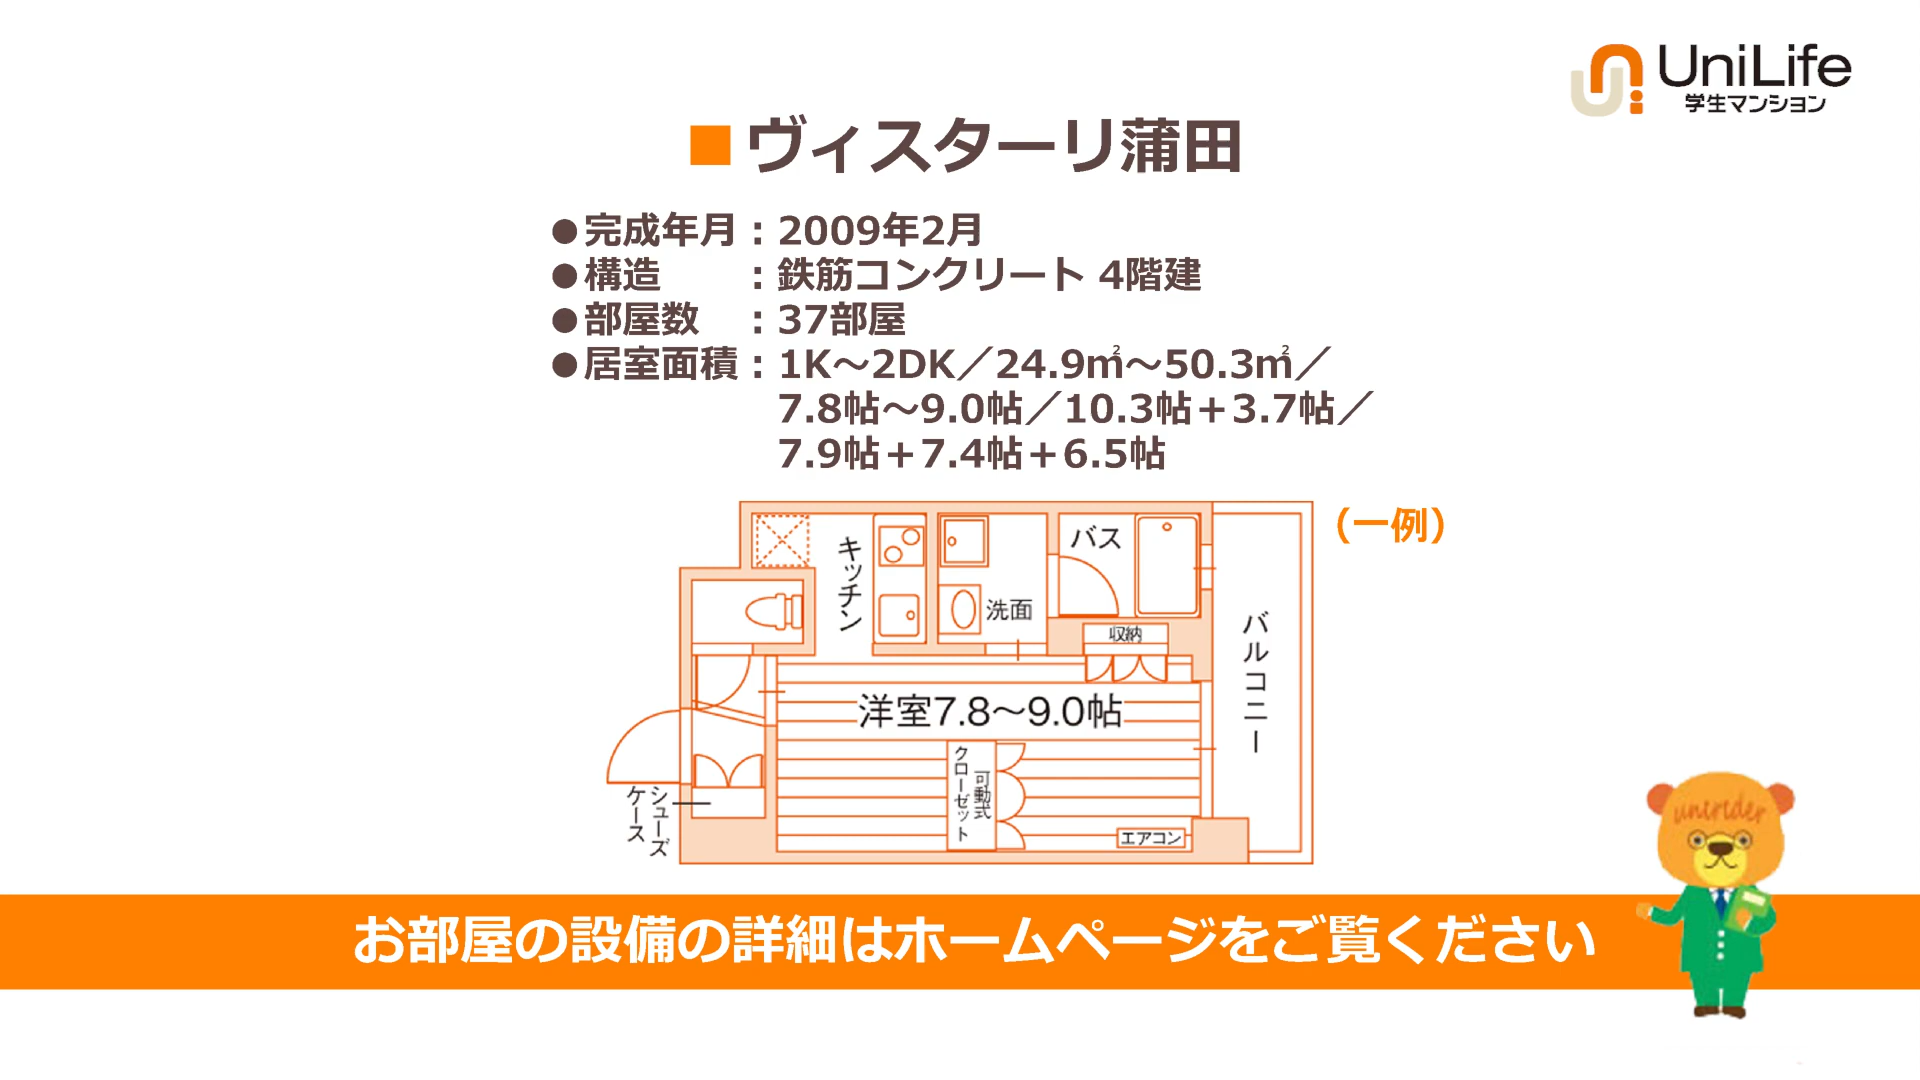 UniLife
学生マンション
■ヴィスターリ蒲田
●完成年月：2009年2月
●構造　　：鉄筋コンクリート 4階建
●部屋数　：37部屋
●居室面積：1K～2DK／24.9㎡～50.3㎡／
7.8帖～9.0帖／10.3帖＋3.7帖／
7.9帖＋7.4帖＋6.5帖
（一例）
キッチン
バス
洗面
収納
バルコニー
洋室7.8～9.0帖
可動式
クローゼット
シューズ
ケース
エアコン
unirider
お部屋の設備の詳細はホームページをご覧ください